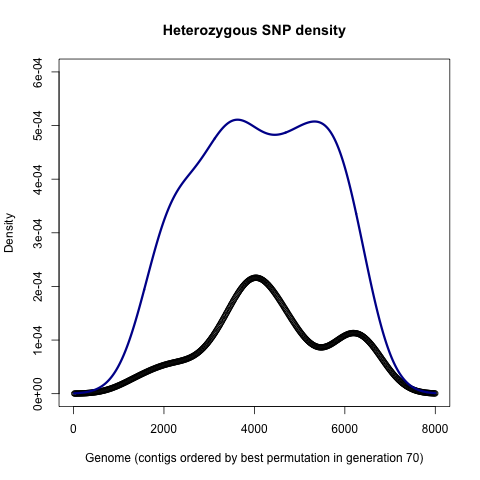 Heterozygous SNP density
6e-04
5e-04
4e-04
3e-04
2e-04
1e-04
0e+00
Density
0 2000 4000 6000 8000
Genome (contigs ordered by best permutation in generation 70)